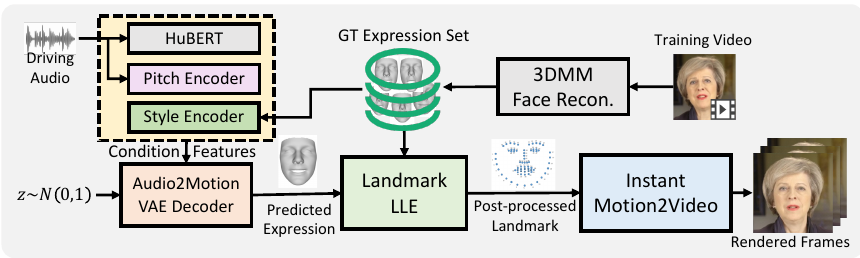 HuBERT
Driving
Audio
Pitch Encoder
Style Encoder
GT Expression Set
3DMM
Face Recon.
Training Video
Condition Features
z~N(0,1)
Audio2Motion
VAE Decoder
Predicted
Expression
Landmark
LLE
Post-processed
Landmark
Instant
Motion2Video
Rendered Frames